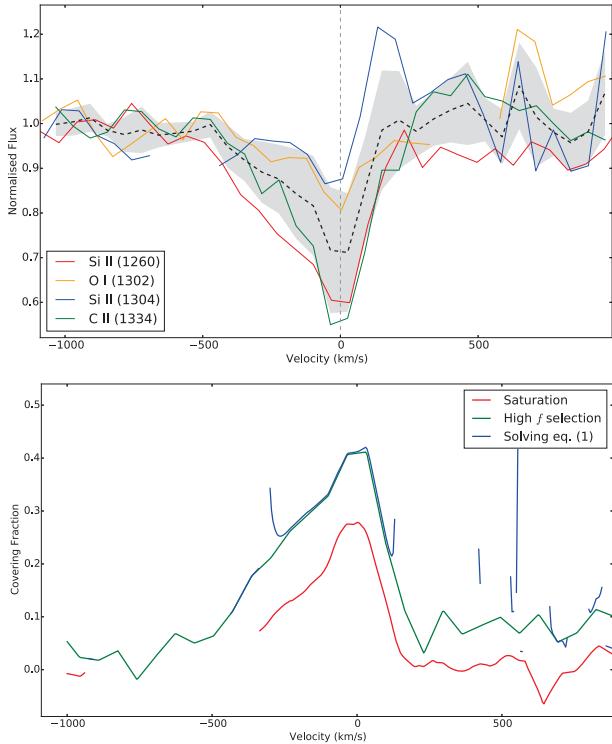 1.2
1.1
1.0
0.9
0.8
0.7
0.6
Normalised Flux
Si II (1260)
O I (1302)
Si II (1304)
C II (1334)
−1000 −500 0 500
Velocity (km/s)
0.5
0.4
0.3
0.2
0.1
0.0
Covering Fraction
Saturation
High f selection
Solving eq. (1)
−1000 −500 0 500
Velocity (km/s)